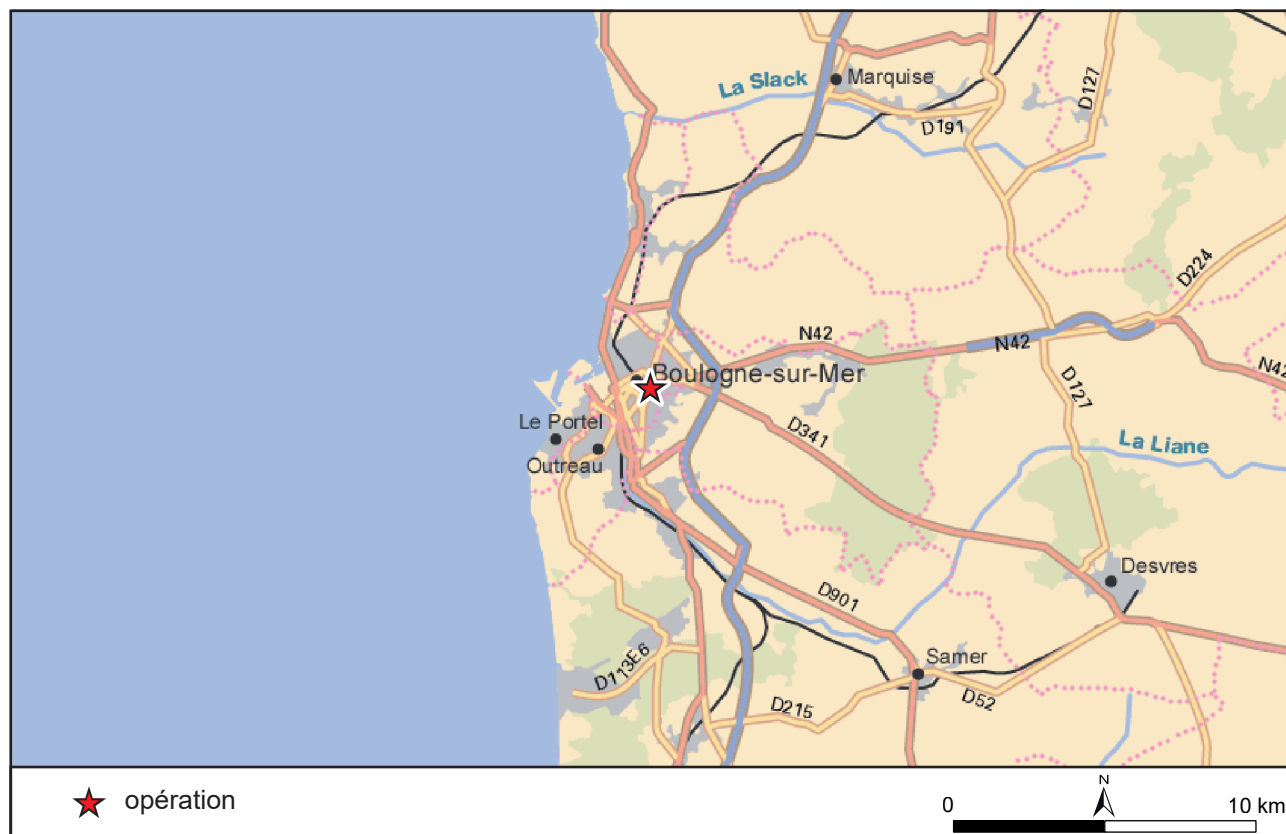 La Slack
Marquise
D127
D191
D224
N42
N42
N42
Boulogne-sur-Mer
D127
Le Portel
D341
La Liane
Outreau
Desvres
D901
D113E6
Samer
D52
D215
opération
N
0
10 km